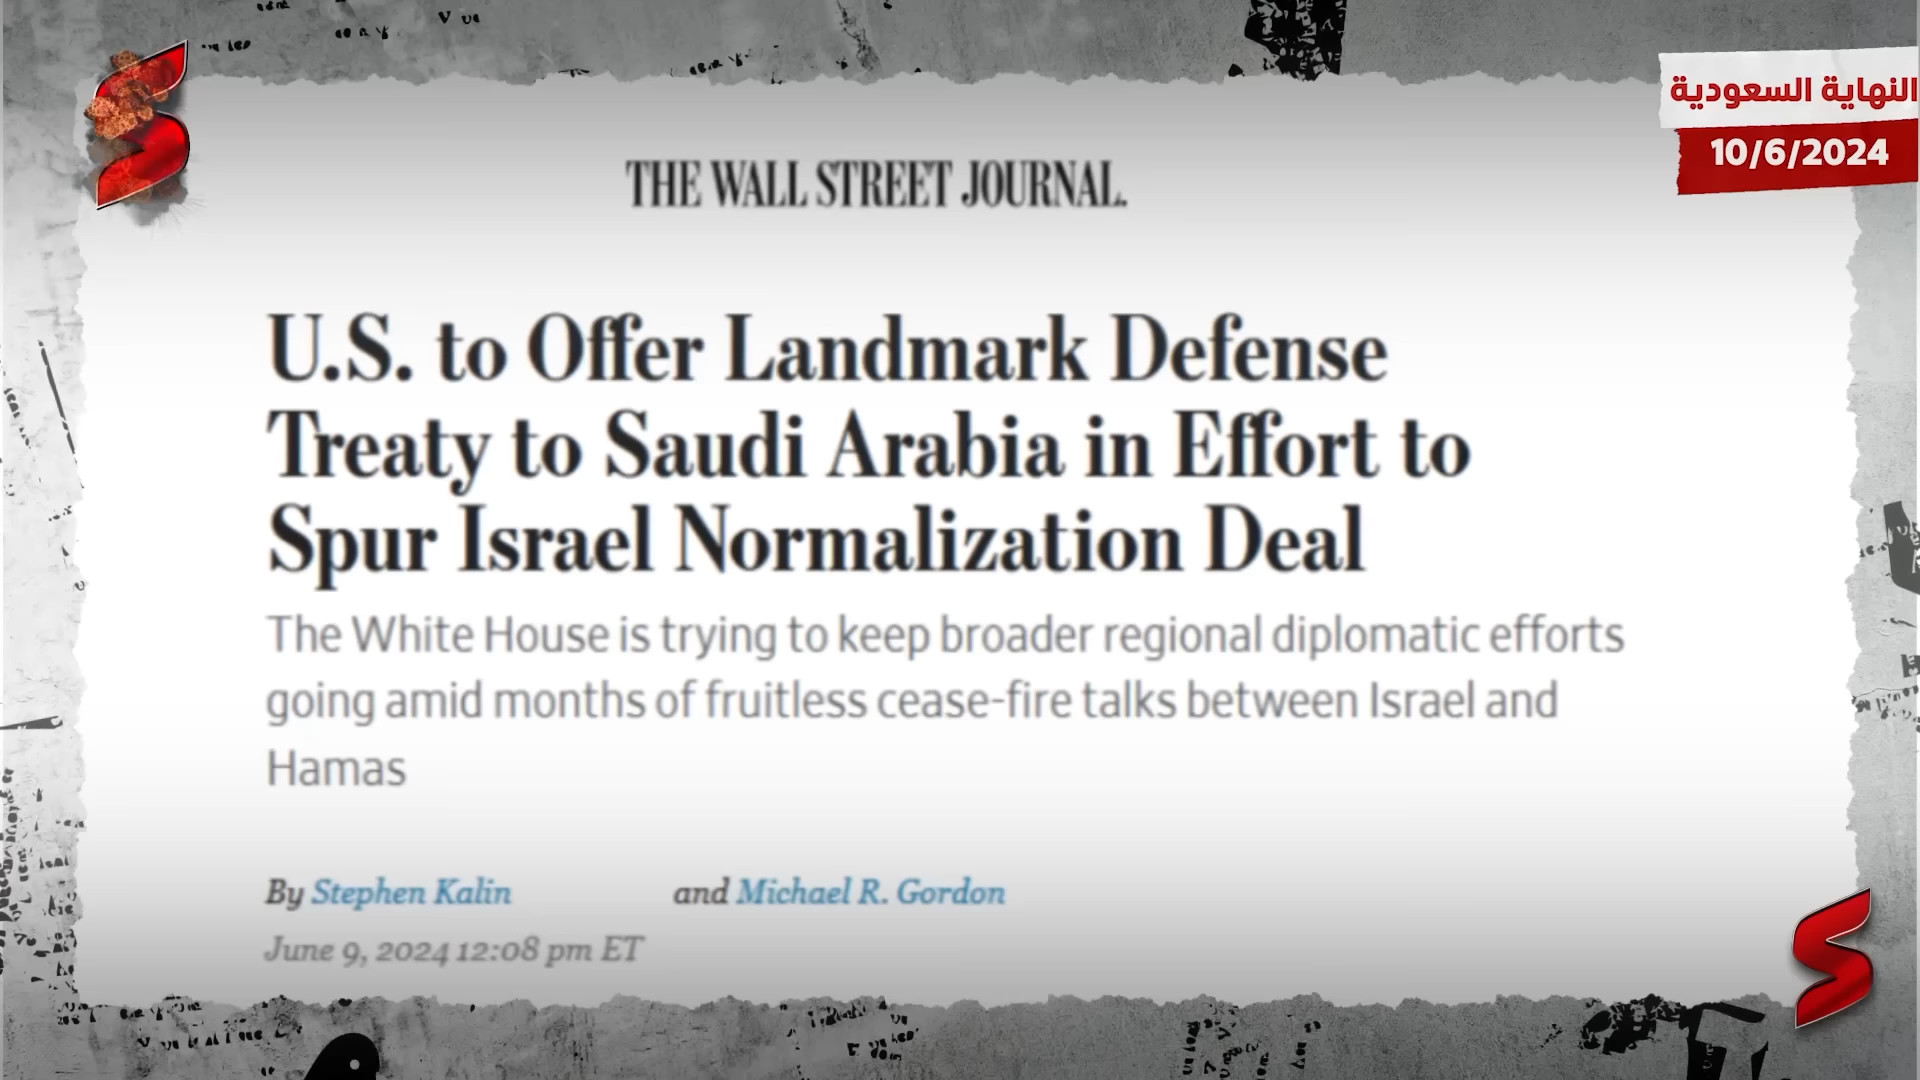 النهاية السعودية
10/6/2024
THE WALL STREET JOURNAL.
U.S. to Offer Landmark Defense
Treaty to Saudi Arabia in Effort to
Spur Israel Normalization Deal
The White House is trying to keep broader regional diplomatic efforts
going amid months of fruitless cease-fire talks between Israel and
Hamas
By Stephen Kalin and Michael R. Gordon
June 9, 2024 12:08 pm ET